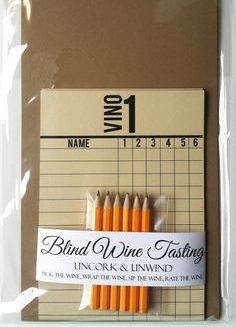 VINO 1
NAME 1 2 3 4 5 6
Blind Wine Tasting
UNCORK & UNWIND
PICK THE WINE, WRAP THE WINE, SIP THE WINE, RATE THE WINE